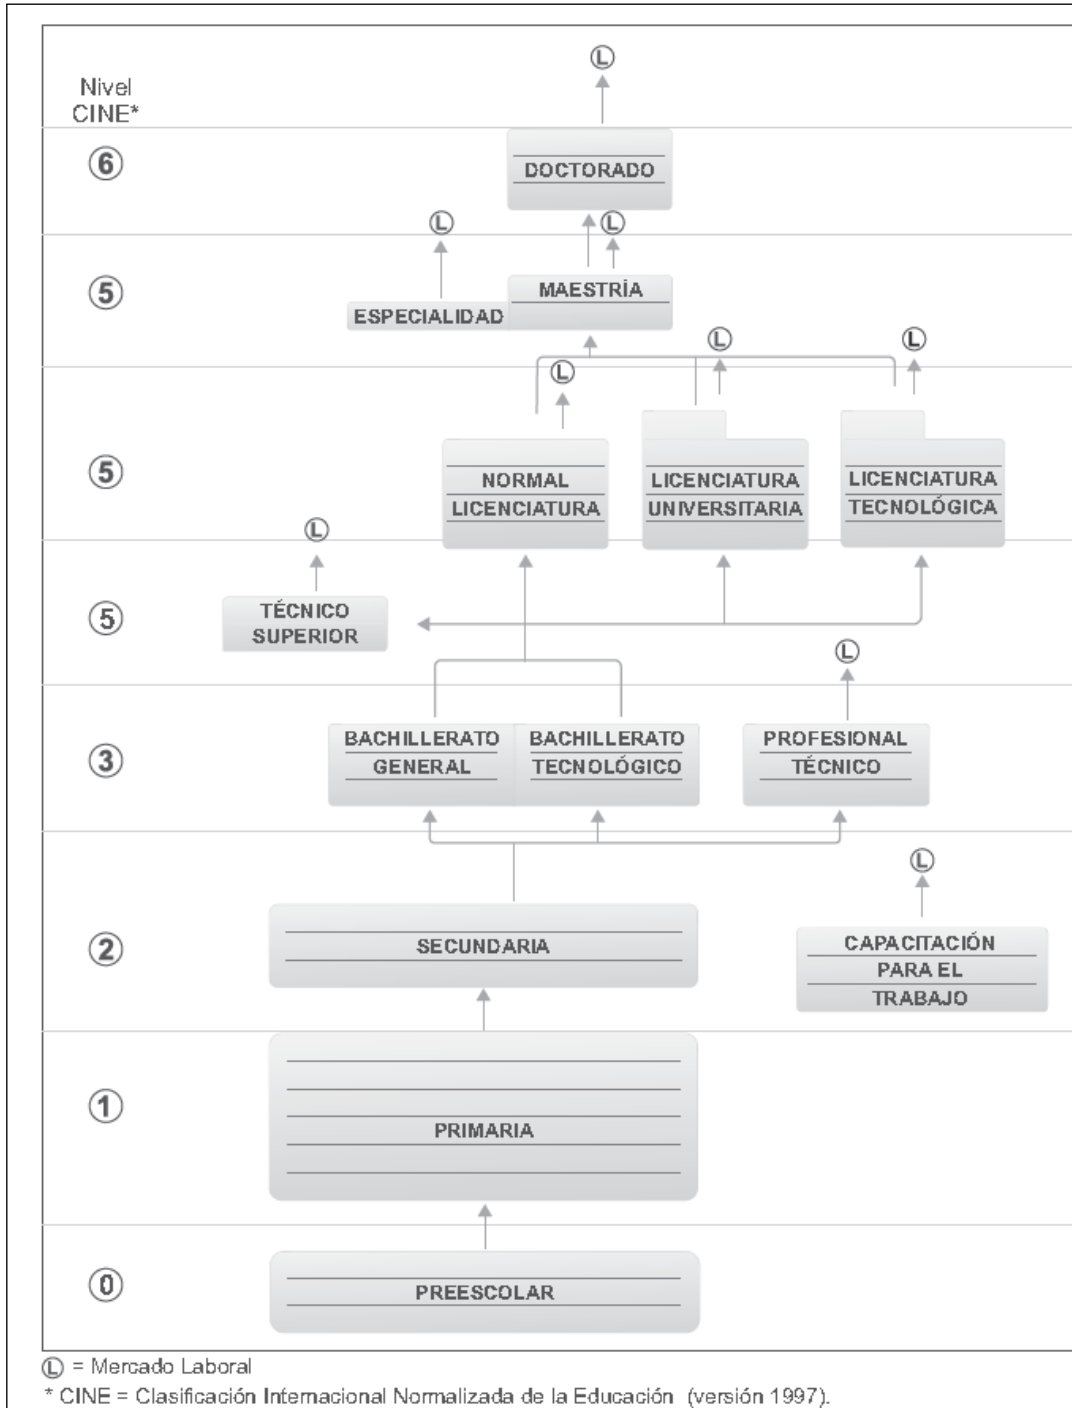 Nivel
CINE*
Ⓛ
⑥
DOCTORADO
Ⓛ
Ⓛ
⑤
MAESTRÍA
ESPECIALIDAD
Ⓛ
Ⓛ
Ⓛ
⑤
NORMAL
LICENCIATURA
LICENCIATURA
UNIVERSITARIA
LICENCIATURA
TECNOLÓGICA
Ⓛ
⑤
TÉCNICO
SUPERIOR
Ⓛ
③
BACHILLERATO
GENERAL
BACHILLERATO
TECNOLÓGICO
PROFESIONAL
TÉCNICO
Ⓛ
②
SECUNDARIA
CAPACITACIÓN
PARA EL
TRABAJO
①
PRIMARIA
⓪
PREESCOLAR
Ⓛ = Mercado Laboral
* CINE = Clasificación Internacional Normalizada de la Educación (versión 1997).